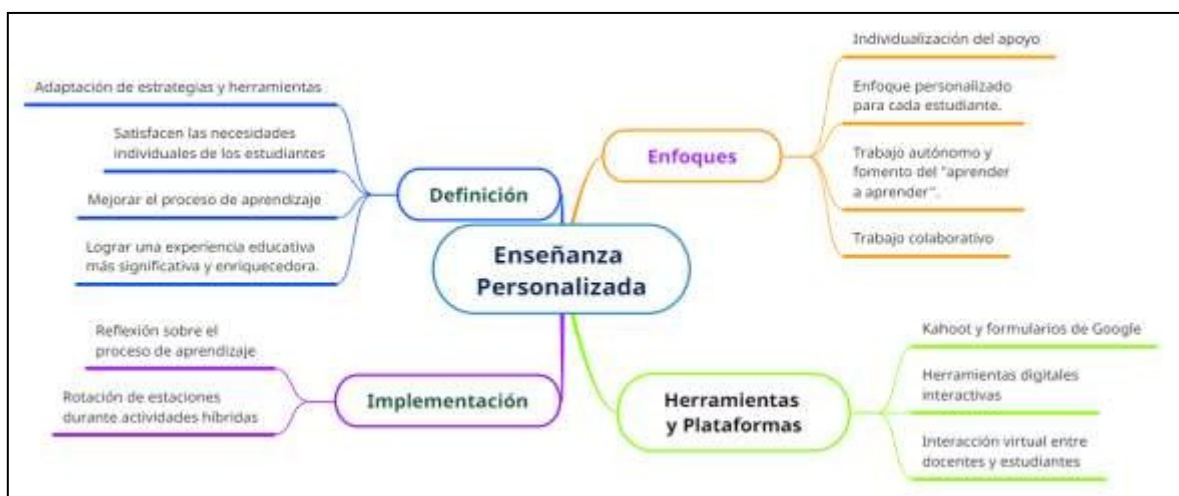 Enseñanza
Personalizada
Definición
Adaptación de estrategias y herramientas
Satisfacen las necesidades
individuales de los estudiantes
Mejorar el proceso de aprendizaje
Lograr una experiencia educativa
más significativa y enriquecedora.
Implementación
Reflexión sobre el
proceso de aprendizaje
Rotación de estaciones
durante actividades híbridas
Enfoques
Individualización del apoyo
Enfoque personalizado
para cada estudiante.
Trabajo autónomo y
fomento del "aprender
a aprender".
Trabajo colaborativo
Herramientas
y Plataformas
Kahoot y formularios de Google
Herramientas digitales
interactivas
Interacción virtual entre
docentes y estudiantes